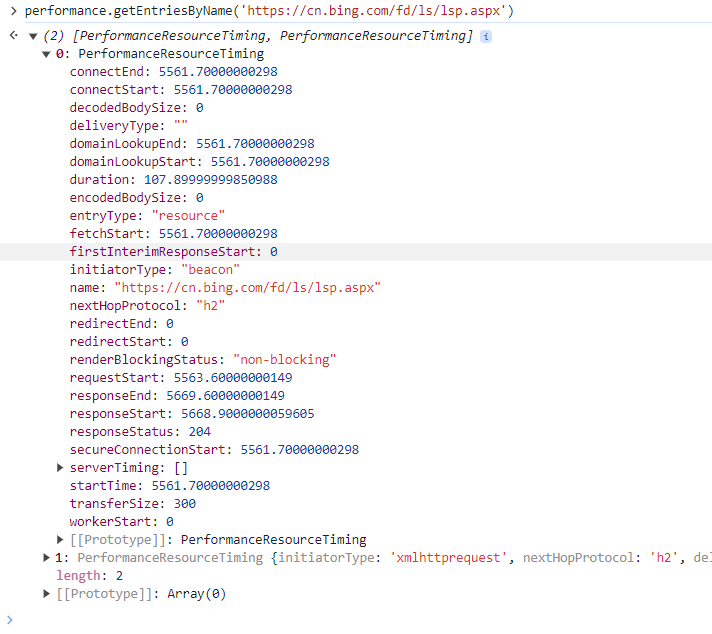 performance.getEntriesByName('https://cn.bing.com/fd/ls/lsp.aspx')
(2) [PerformanceResourceTiming, PerformanceResourceTiming] i
0: PerformanceResourceTiming
connectEnd: 5561.70000000298
connectStart: 5561.70000000298
decodedBodySize: 0
deliveryType: ""
domainLookupEnd: 5561.70000000298
domainLookupStart: 5561.70000000298
duration: 107.89999999850988
encodedBodySize: 0
entryType: "resource"
fetchStart: 5561.70000000298
firstInterimResponseStart: 0
initiatorType: "beacon"
name: "https://cn.bing.com/fd/ls/lsp.aspx"
nextHopProtocol: "h2"
redirectEnd: 0
redirectStart: 0
renderBlockingStatus: "non-blocking"
requestStart: 5563.60000000149
responseEnd: 5669.60000000149
responseStart: 5668.9000000059605
responseStatus: 204
secureConnectionStart: 5561.70000000298
serverTiming: []
startTime: 5561.70000000298
transferSize: 300
workerStart: 0
[[Prototype]]: PerformanceResourceTiming
1: PerformanceResourceTiming {initiatorType: 'xmlhttprequest', nextHopProtocol: 'h2', del
length: 2
[[Prototype]]: Array(0)